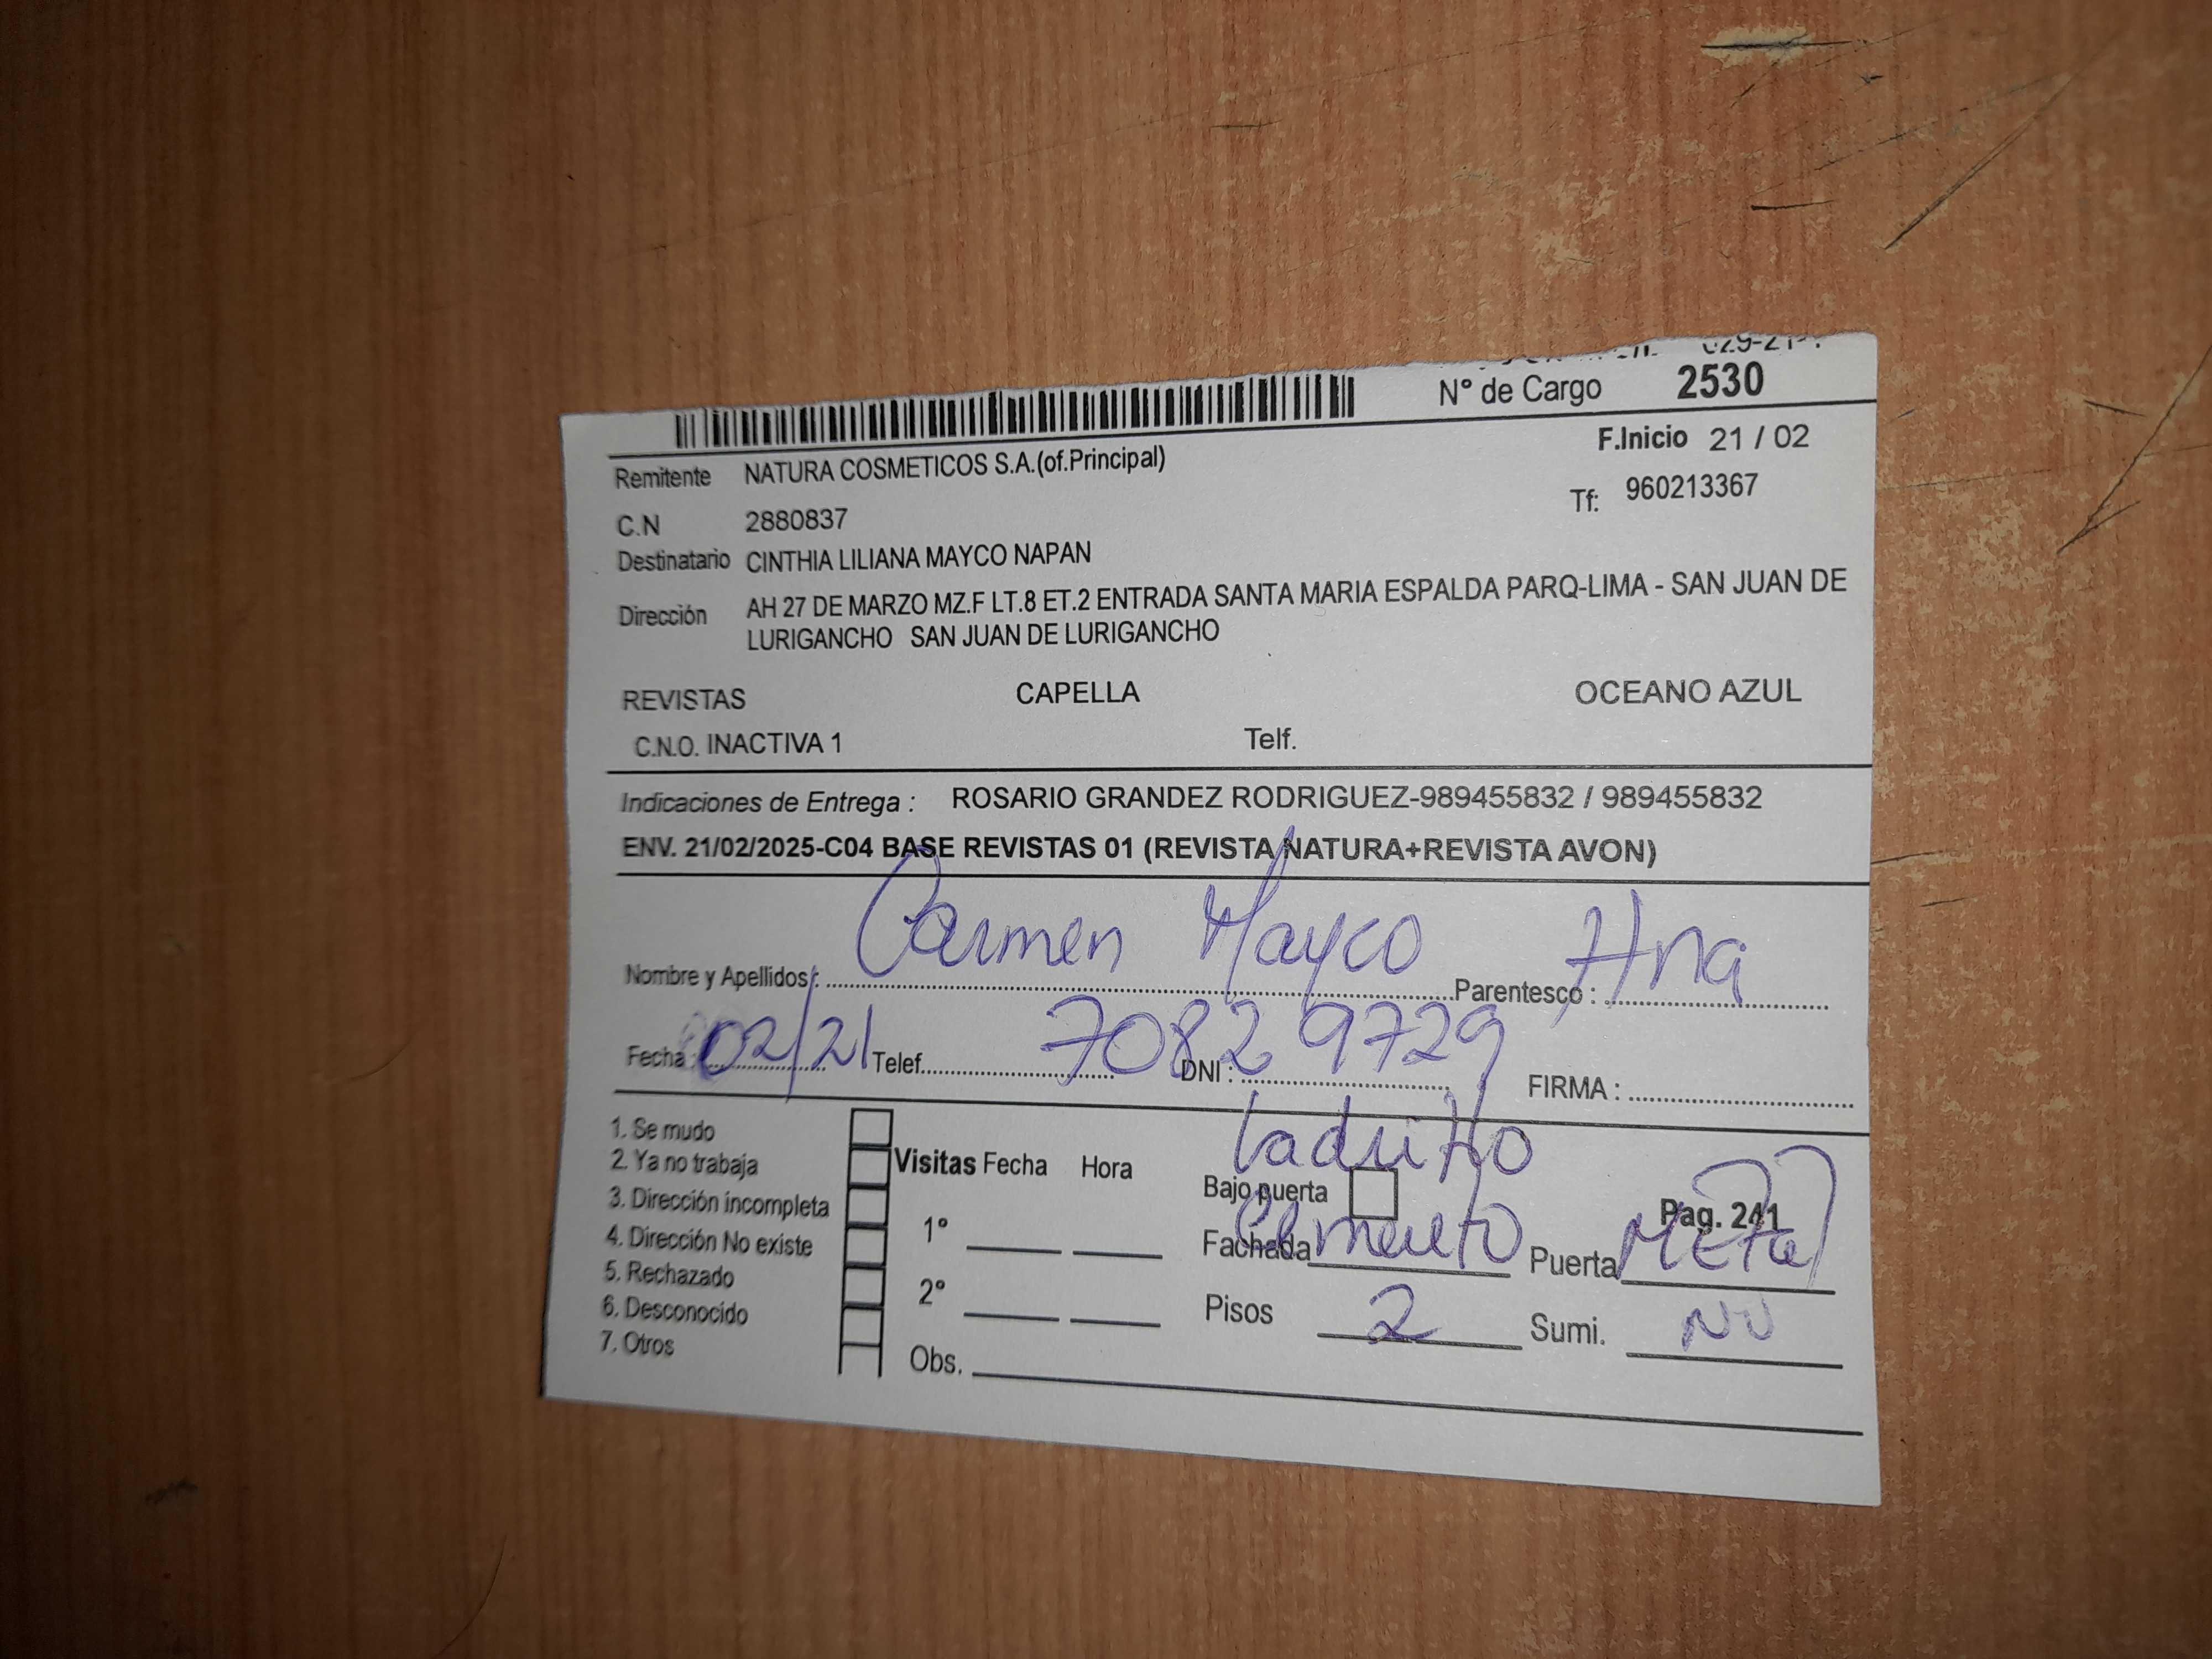 N° de Cargo 2530
F.Inicio 21 / 02
Remitente NATURA COSMETICOS S.A.(of.Principal)
Tf: 960213367
C.N 2880837
Destinatario CINTHIA LILIANA MAYCO NAPAN
Dirección AH 27 DE MARZO MZ.F LT.8 ET.2 ENTRADA SANTA MARIA ESPALDA PARQ-LIMA - SAN JUAN DE
LURIGANCHO SAN JUAN DE LURIGANCHO
REVISTAS CAPELLA OCEANO AZUL
C.N.O. INACTIVA 1 Telf.
Indicaciones de Entrega : ROSARIO GRANDEZ RODRIGUEZ-989455832 / 989455832
ENV. 21/02/2025-C04 BASE REVISTAS 01 (REVISTA NATURA+REVISTA AVON)
Nombre y Apellidos : Carmen Mayco Parentesco : Hna
Fecha : 02/21 Telef. DNI : 70829729 FIRMA :
1. Se mudo
2. Ya no trabaja
3. Dirección incompleta
4. Dirección No existe
5. Rechazado
6. Desconocido
7. Otros
Visitas Fecha Hora
1°
2°
Obs.
Ladrillo
Bajo puerta Pag. 241
Fachada Cemento Puerta Metal
Pisos 2 Sumi. NO